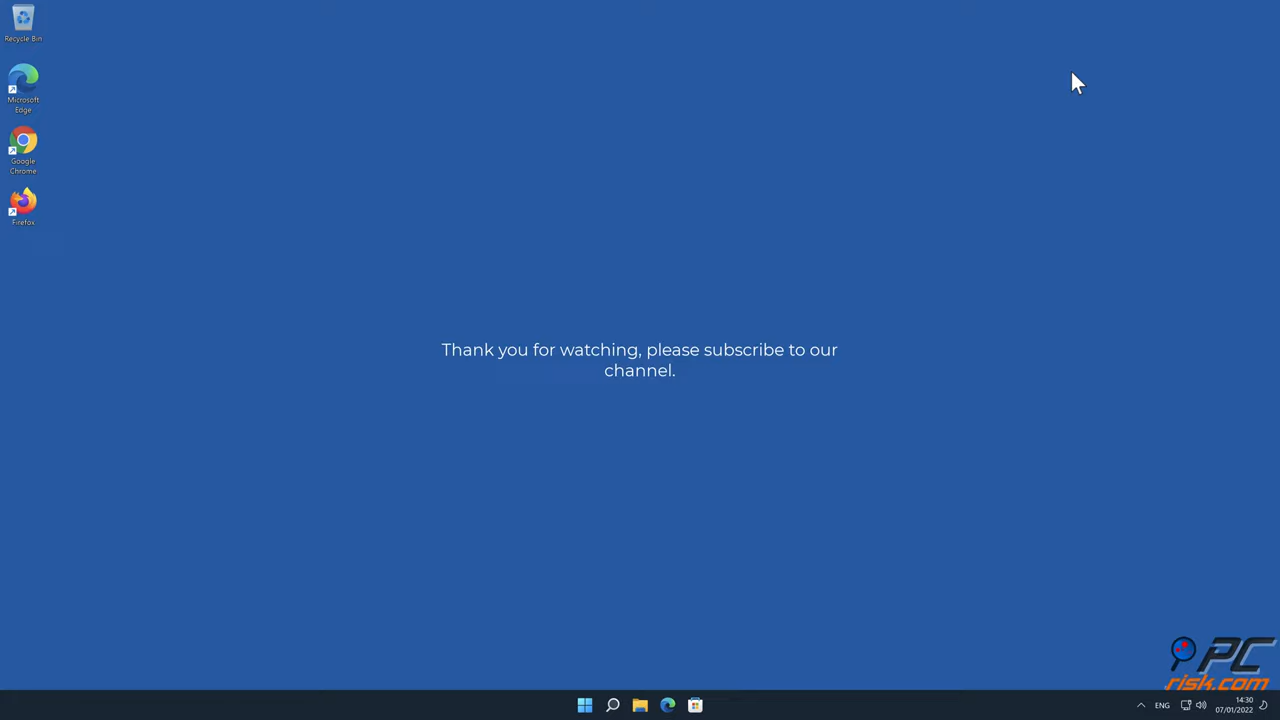 Recycle Bin
Microsoft
Edge
Google
Chrome
Firefox
Thank you for watching, please subscribe to our
channel.
PC
risk.com
ENG
14:30
07/01/2022